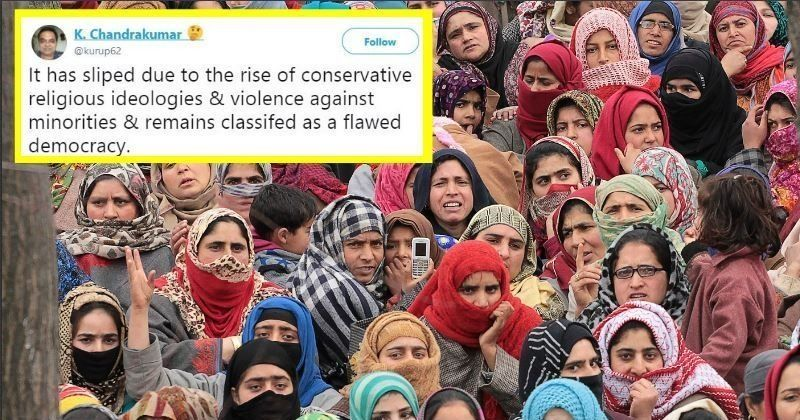 K. Chandrakumar 🤔
@kurup62
Follow
It has sliped due to the rise of conservative
religious ideologies & violence against
minorities & remains classifed as a flawed
democracy.